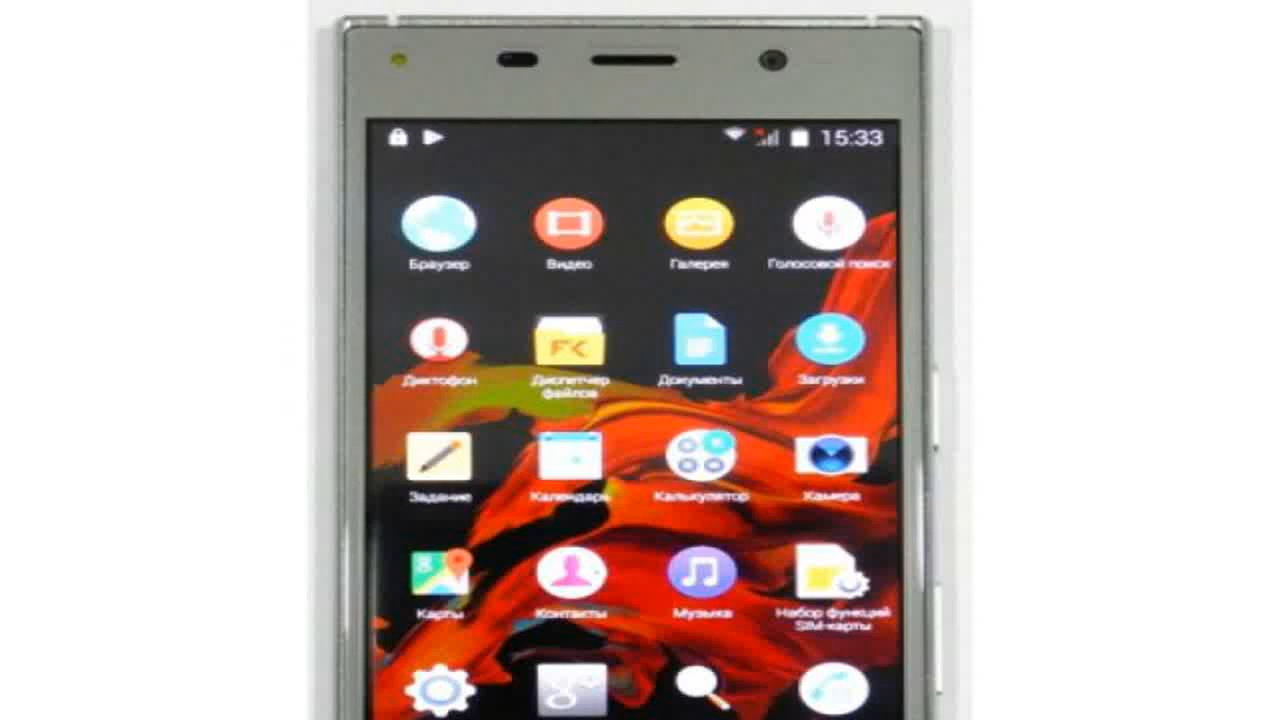 15:33
Браузер Видео Галерея Голосовой поиск
Диктофон Диспетчер Документы Загрузки
файлов
Задание Календарь Калькулятор Камера
Карты Контакты Музыка Набор функций
SIM-карты